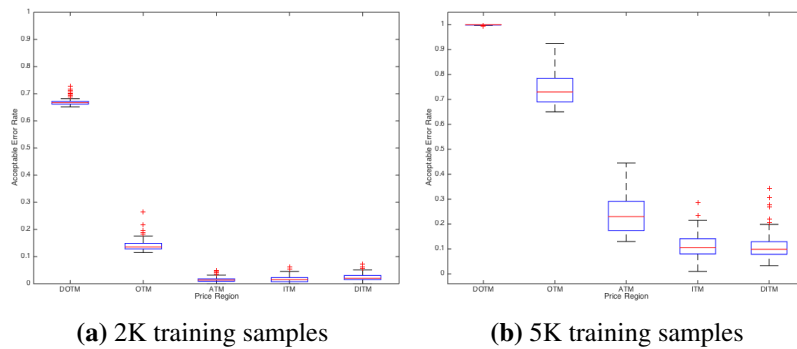 1
0.9
0.8
0.7
0.6
0.5
0.4
0.3
0.2
0.1
0
Acceptable Error Rate
DOTM OTM ATM ITM DITM
Price Region
(a) 2K training samples
1
0.9
0.8
0.7
0.6
0.5
0.4
0.3
0.2
0.1
0
Acceptable Error Rate
DOTM OTM ATM ITM DITM
Price Region
(b) 5K training samples